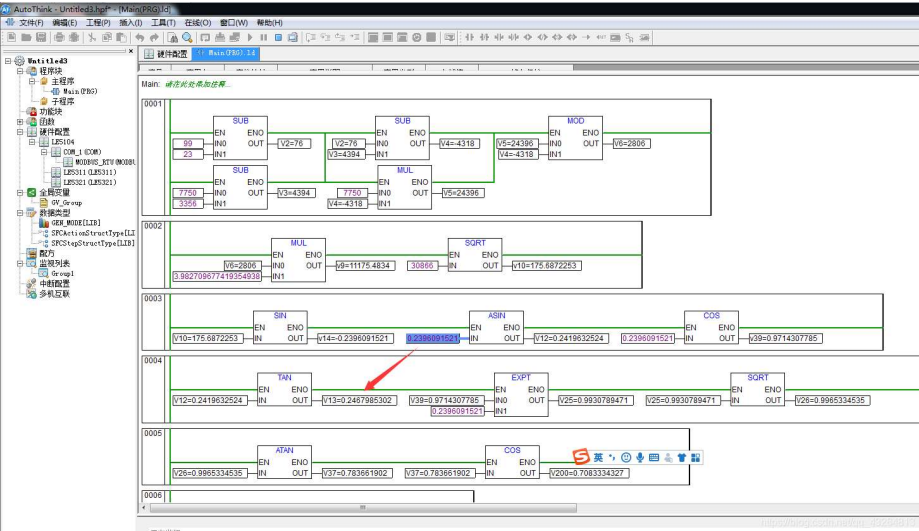 AutoThink - Untitled3.hpf* - [Main(PRG).ld]
文件(F) 编辑(E) 工程(P) 插入(I) 工具(T) 在线(O) 窗口(W) 帮助(H)
硬件配置 Main(PRG).ld
Untitled3
程序块
主程序
Main(PRG)
子程序
功能块
函数
硬件配置
LE5104
COM_1(COM)
MODBUS_RTU(MODBU
LE5311(LE5311)
LE5321(LE5321)
全局变量
GV_Group
数据类型
GEN_MODE[LIB]
SFCActionStructType[LI
SFCStepStructType[LIB]
配方
监视列表
Group1
中断配置
多机互联
Main: 请在此处添加注释...
0001
SUB SUB MOD
EN ENO EN ENO EN ENO
99 IN0 OUT V2=76 V2=76 IN0 OUT V4=-4318 V5=24396 IN0 OUT V6=2806
23 IN1 V3=4394 IN1 V4=-4318 IN1
SUB MUL
EN ENO EN ENO
7750 IN0 OUT V3=4394 7750 IN0 OUT V5=24396
3356 IN1 V4=-4318 IN1
0002
MUL SQRT
EN ENO EN ENO
V6=2806 IN0 OUT v9=11175.4834 30866 IN OUT v10=175.6872253
3.982709677419354938 IN1
0003
SIN ASIN COS
EN ENO EN ENO EN ENO
V10=175.6872253 IN OUT v14=-0.2396091521 0.2396091521 IN OUT V12=0.2419632524 0.2396091521 IN OUT v39=0.9714307785
0004
TAN EXPT SQRT
EN ENO EN ENO EN ENO
V12=0.2419632524 IN OUT V13=0.2467985302 V39=0.9714307785 IN0 OUT V25=0.9930789471 V25=0.9930789471 IN OUT V26=0.9965334535
0.2396091521 IN1
0005
ATAN COS
EN ENO EN ENO
V26=0.9965334535 IN OUT V37=0.783661902 V37=0.783661902 IN OUT V200=0.7083334327
英
0006